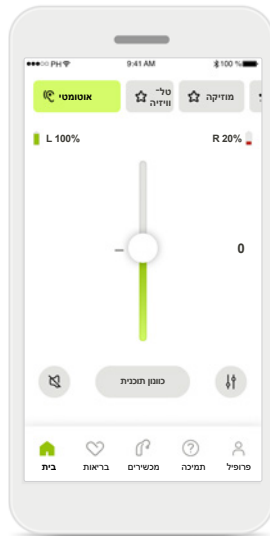 PH
9:41 AM
100 %
אוטומטי
טל-
וויזיה
מוזיקה
L 100%
R 20%
0
כוונון תוכנית
בית
בריאות
מכשירים
תמיכה
פרופיל